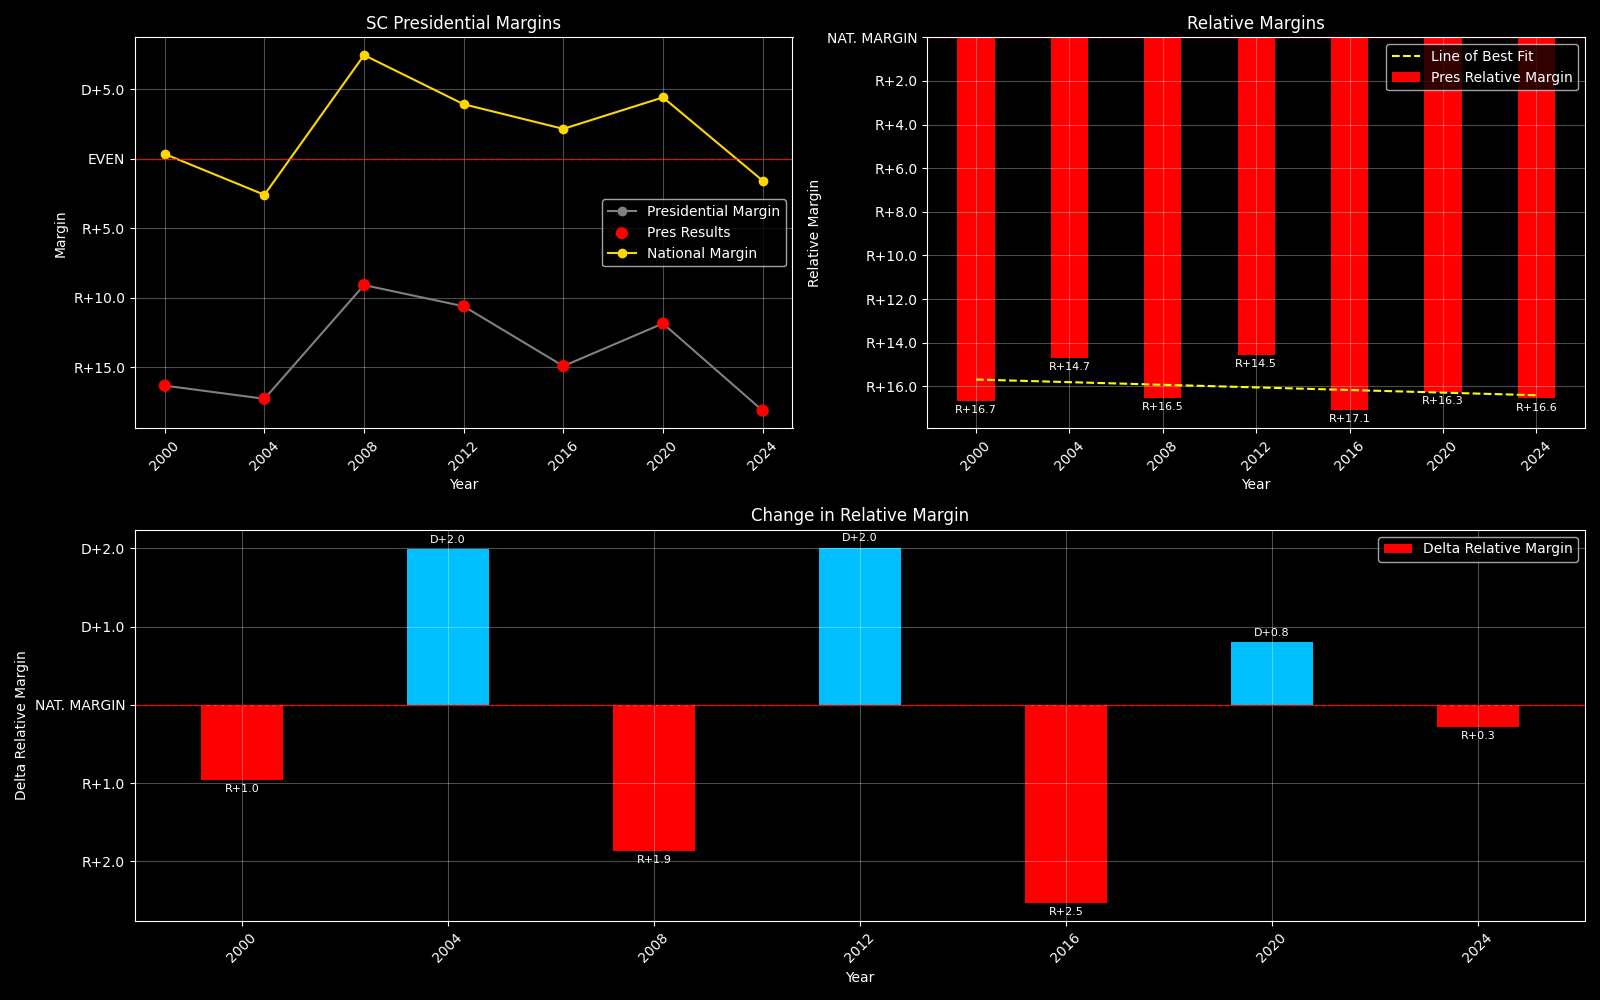 SC Presidential Margins
D+5.0
EVEN
R+5.0
R+10.0
R+15.0
Margin
Presidential Margin
Pres Results
National Margin
2000
2004
2008
2012
2016
2020
2024
Year
Relative Margins
NAT. MARGIN
R+2.0
R+4.0
R+6.0
R+8.0
R+10.0
R+12.0
R+14.0
R+16.0
Relative Margin
Line of Best Fit
Pres Relative Margin
R+16.7
R+14.7
R+16.5
R+14.5
R+17.1
R+16.3
R+16.6
2000
2004
2008
2012
2016
2020
2024
Year
Change in Relative Margin
D+2.0
D+1.0
NAT. MARGIN
R+1.0
R+2.0
Delta Relative Margin
Delta Relative Margin
R+1.0
D+2.0
R+1.9
D+2.0
R+2.5
D+0.8
R+0.3
2000
2004
2008
2012
2016
2020
2024
Year